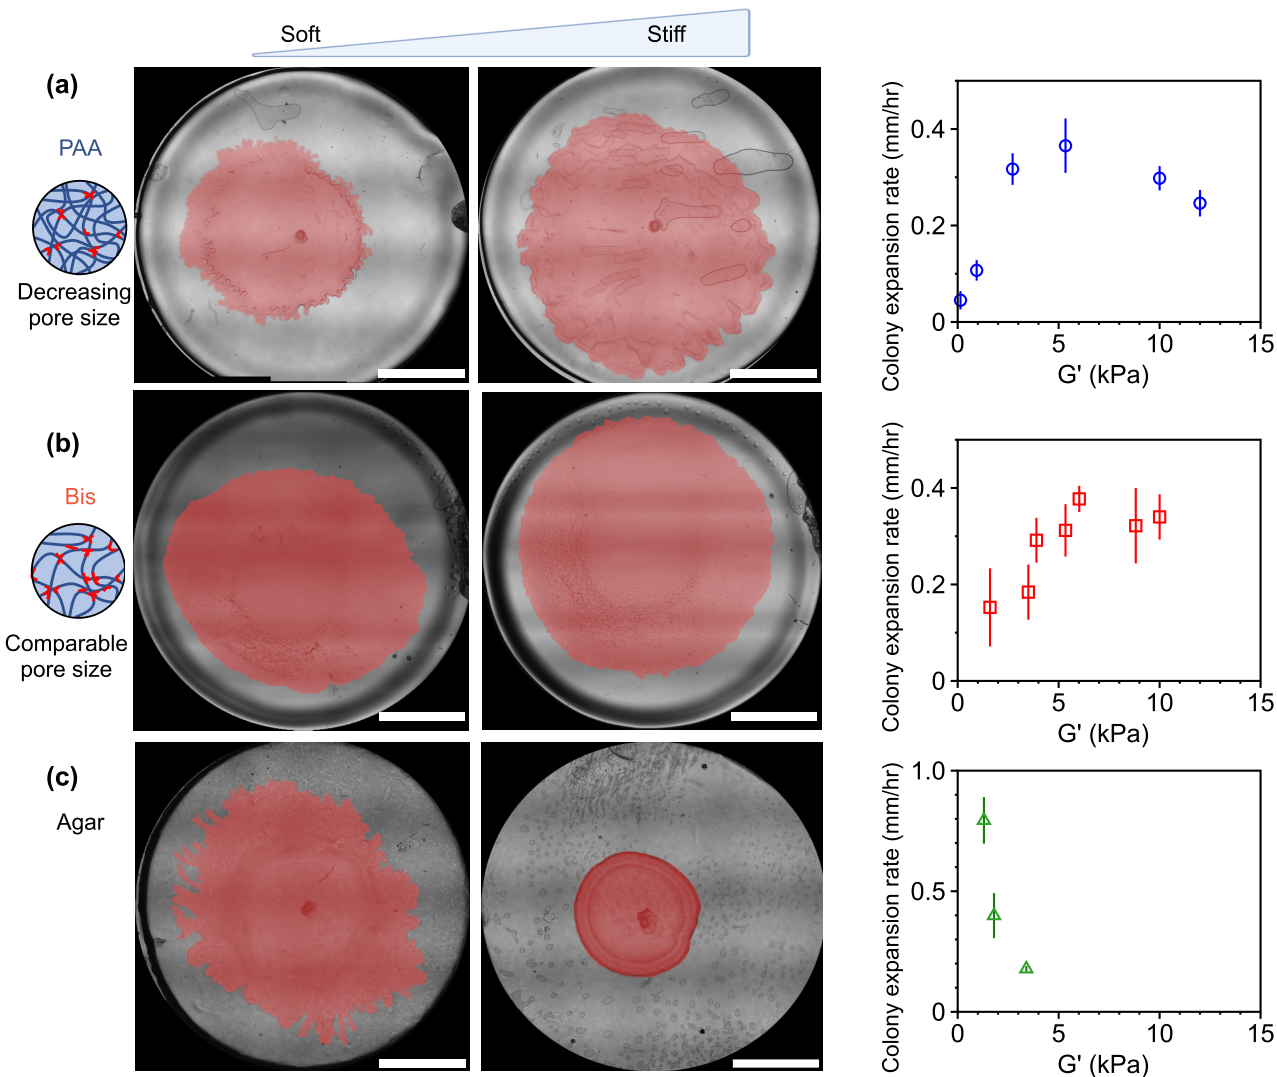 Soft
Stiff
(a)
PAA
Decreasing
pore size
Colony expansion rate (mm/hr)
0.4
0.2
0
0
5
10
15
G' (kPa)
(b)
Bis
Comparable
pore size
Colony expansion rate (mm/hr)
0.4
0.2
0
0
5
10
15
G' (kPa)
(c)
Agar
Colony expansion rate (mm/hr)
1.0
0.5
0
0
5
10
15
G' (kPa)